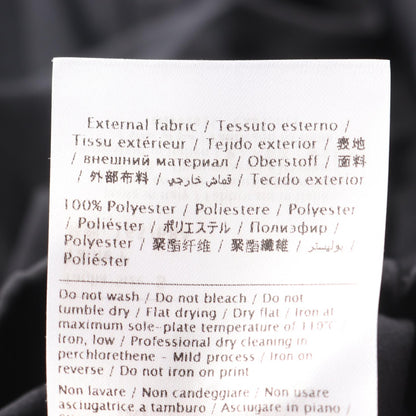 External fabric / Tessuto esterno /
Tissu extérieur / Tejido exterior / 表地
/ внешний материал / Oberstoff / 面料
/ 外部布料 / قماش خارجي / Tecido exterior
100% Polyester / Poliestere / Polyester
/ Poliéster / ポリエステル / Полиэфир /
Polyester / 聚酯纤维 / 聚酯纖維 / بوليستر /
Poliéster
Do not wash / Do not bleach / Do not
tumble dry / Flat drying / Dry flat / Iron at
maximum sole-plate temperature of 110°C /
Iron, low / Professional dry cleaning in
perchlorethene - Mild process / Iron on
reverse / Do not iron on print
Non lavare / Non candeggiare / Non usare
asciugatrice a tamburo / Asciugare in piano /